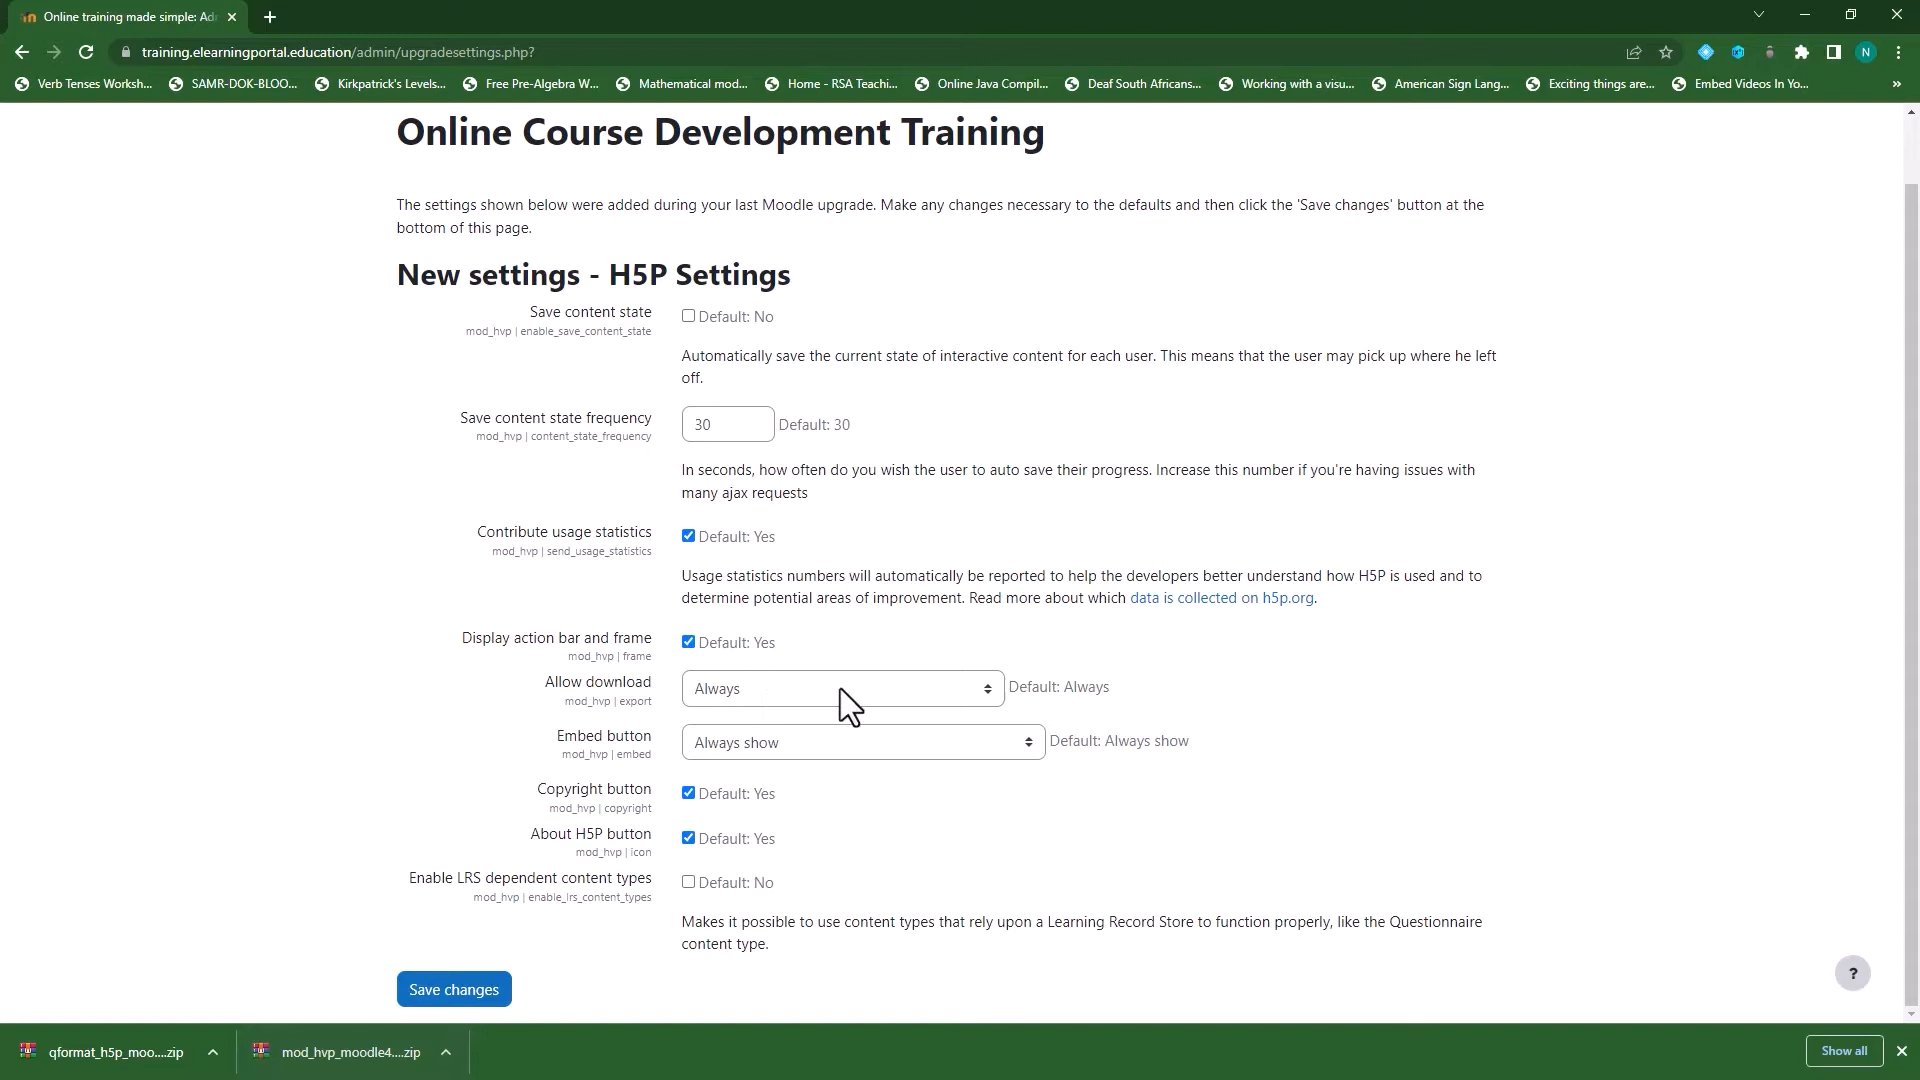 Online training made simple: Ad
training.elearningportal.education/admin/upgradesettings.php?
N
Verb Tenses Worksh...
SAMR-DOK-BLOO...
Kirkpatrick's Levels...
Free Pre-Algebra W...
Mathematical mod...
Home - RSA Teachi...
Online Java Compil...
Deaf South Africans...
Working with a visu...
American Sign Lang...
Exciting things are...
Embed Videos In Yo...
»
Online Course Development Training
The settings shown below were added during your last Moodle upgrade. Make any changes necessary to the defaults and then click the 'Save changes' button at the
bottom of this page.
New settings - H5P Settings
Save content state
Default: No
mod_hvp | enable_save_content_state
Automatically save the current state of interactive content for each user. This means that the user may pick up where he left
off.
Save content state frequency
30
Default: 30
mod_hvp | content_state_frequency
In seconds, how often do you wish the user to auto save their progress. Increase this number if you're having issues with
many ajax requests
Contribute usage statistics
Default: Yes
mod_hvp | send_usage_statistics
Usage statistics numbers will automatically be reported to help the developers better understand how H5P is used and to
determine potential areas of improvement. Read more about which data is collected on h5p.org.
Display action bar and frame
Default: Yes
mod_hvp | frame
Allow download
Always
Default: Always
mod_hvp | export
Embed button
Always show
Default: Always show
mod_hvp | embed
Copyright button
Default: Yes
mod_hvp | copyright
About H5P button
Default: Yes
mod_hvp | icon
Enable LRS dependent content types
Default: No
mod_hvp | enable_lrs_content_types
Makes it possible to use content types that rely upon a Learning Record Store to function properly, like the Questionnaire
content type.
Save changes
?
qformat_h5p_moo....zip
mod_hvp_moodle4....zip
Show all